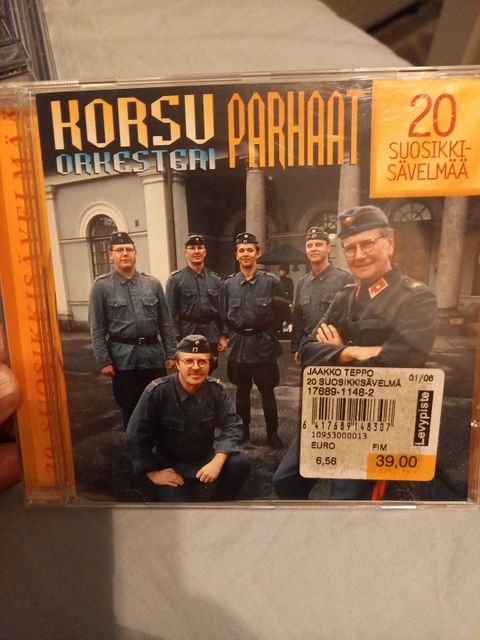 KORSU
ORKESTERI
PARHAAT
20
SUOSIKKI-
SÄVELMÄÄ
20 SUOSIKKISÄVELMÄÄ
JAAKKO TEPPO
01/06
20 SUOSIKKISÄVELMÄ
17689-1148-2
6 417689 148307
10953000013
Levypiste
EURO
FIM
6,56
39,00